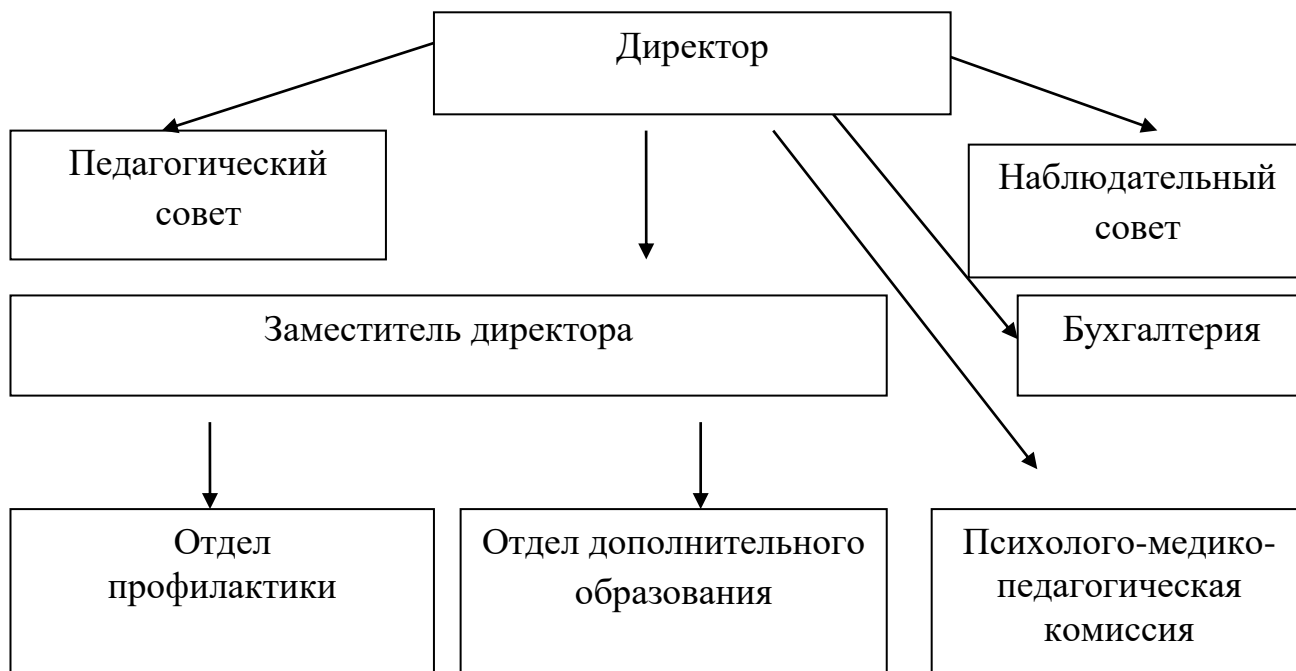 Директор
Педагогический
совет
Наблюдательный
совет
Заместитель директора
Бухгалтерия
Отдел
профилактики
Отдел дополнительного
образования
Психолого-медико-
педагогическая
комиссия